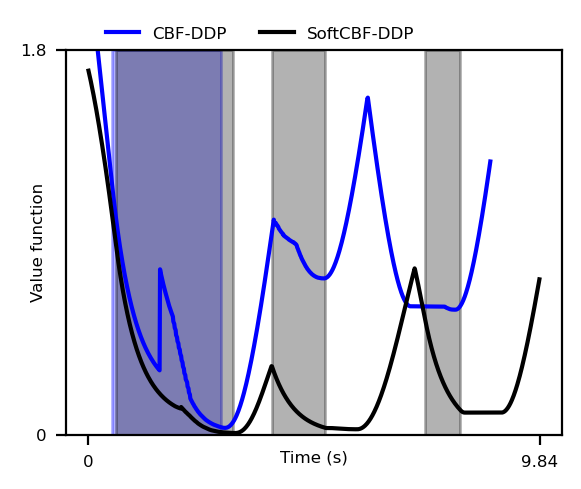 CBF-DDP SoftCBF-DDP
1.8
Value function
0
0 Time (s) 9.84